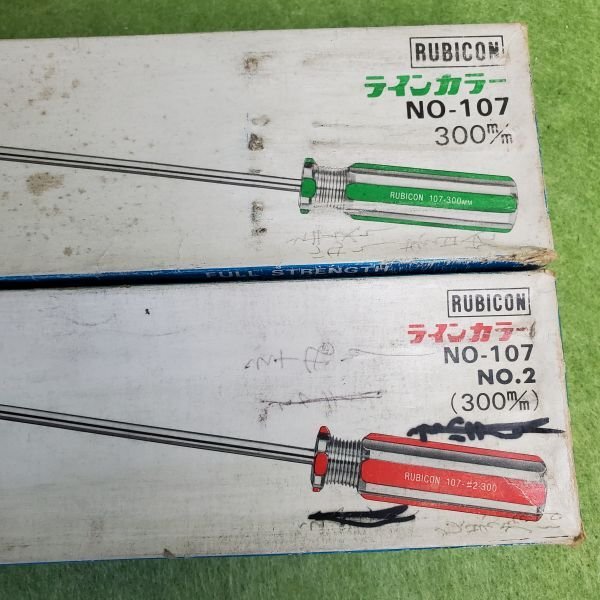 RUBICON
ラインカラー
NO-107
300m/m
RUBICON 107-300MM
FULL STRENGTH
RUBICON
ラインカラー
NO-107
NO.2
(300m/m)
RUBICON 107-#2-300